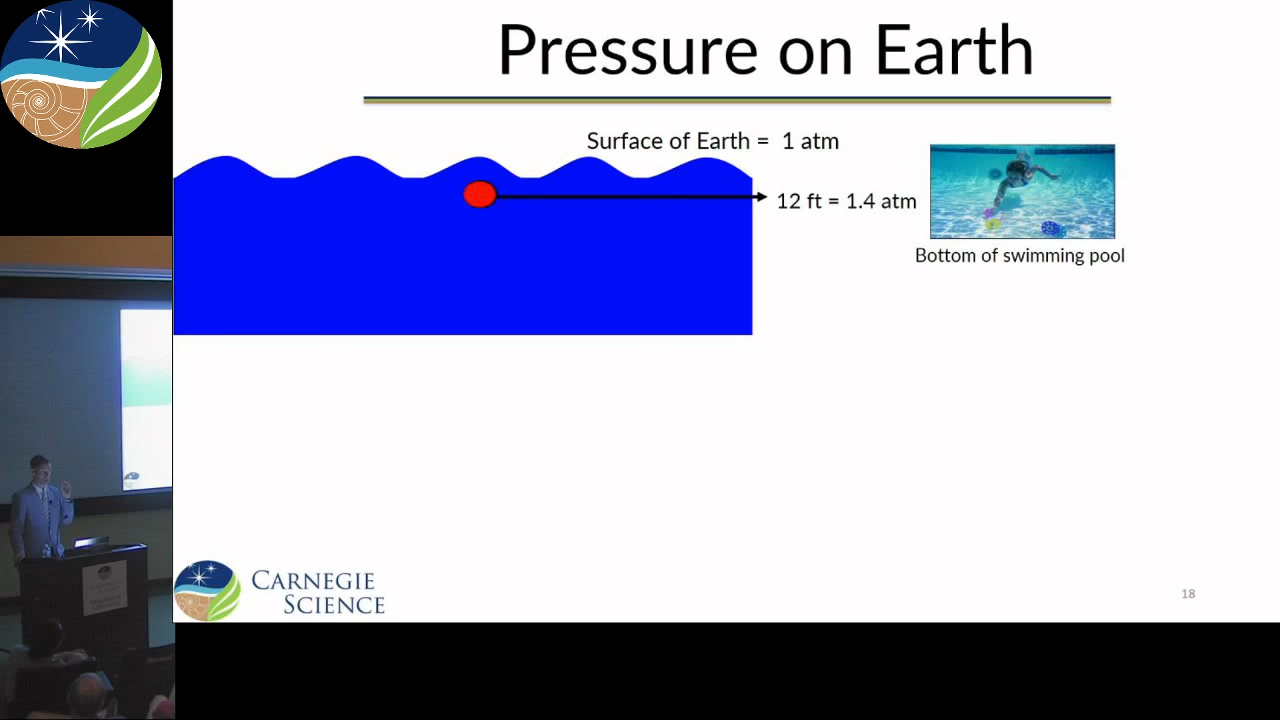 Pressure on Earth
Surface of Earth = 1 atm
12 ft = 1.4 atm
Bottom of swimming pool
CARNEGIE
SCIENCE
18